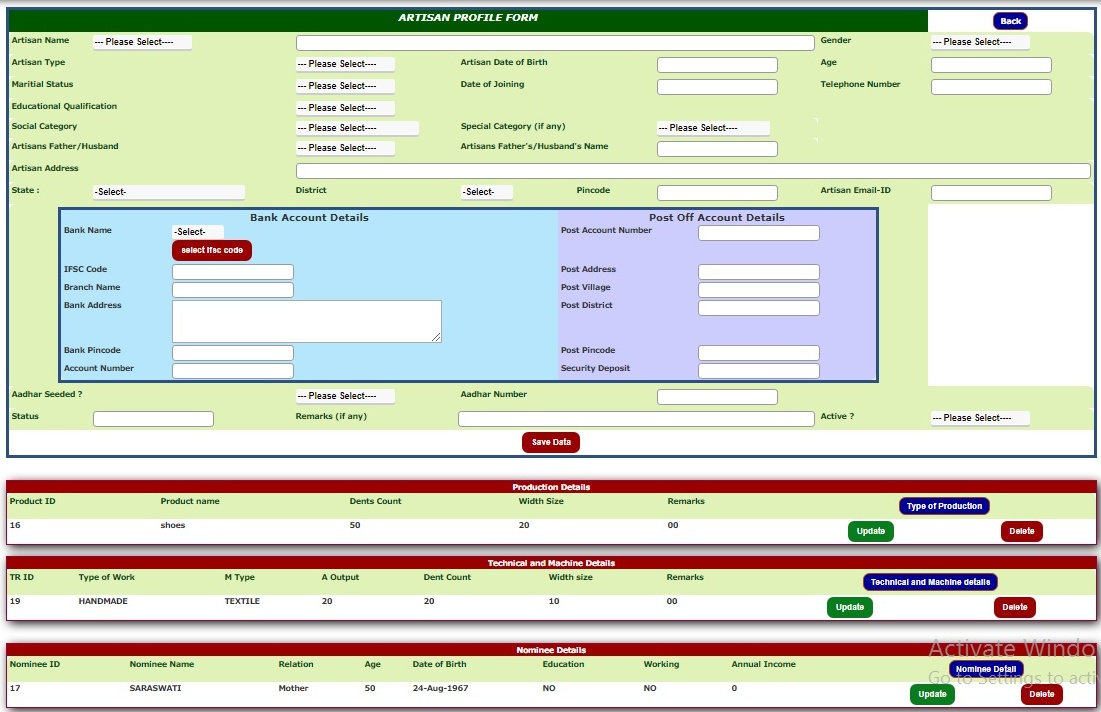 ARTISAN PROFILE FORM Back
Artisan Name --- Please Select---- Gender --- Please Select----
Artisan Type --- Please Select---- Artisan Date of Birth Age
Maritial Status --- Please Select---- Date of Joining Telephone Number
Educational Qualification --- Please Select----
Social Category --- Please Select---- Special Category (if any) --- Please Select----
Artisans Father/Husband --- Please Select---- Artisans Father's/Husband's Name
Artisan Address
State : -Select- District -Select- Pincode Artisan Email-ID
Bank Account Details Post Off Account Details
Bank Name -Select- Post Account Number
select ifsc code
IFSC Code Post Address
Branch Name Post Village
Bank Address Post District
Bank Pincode Post Pincode
Account Number Security Deposit
Aadhar Seeded ? --- Please Select---- Aadhar Number
Status Remarks (if any) Active ? --- Please Select----
Save Data
Production Details
Product ID Product name Dents Count Width Size Remarks Type of Production
16 shoes 50 20 00 Update Delete
Technical and Machine Details
TR ID Type of Work M Type A Output Dent Count Width size Remarks Technical and Machine details
19 HANDMADE TEXTILE 20 20 10 00 Update Delete
Activate Windo
Nominee Details
Nominee ID Nominee Name Relation Age Date of Birth Education Working Annual Income Nominee Detail
Go to Settings to acti
17 SARASWATI Mother 50 24-Aug-1967 NO NO 0 Update Delete